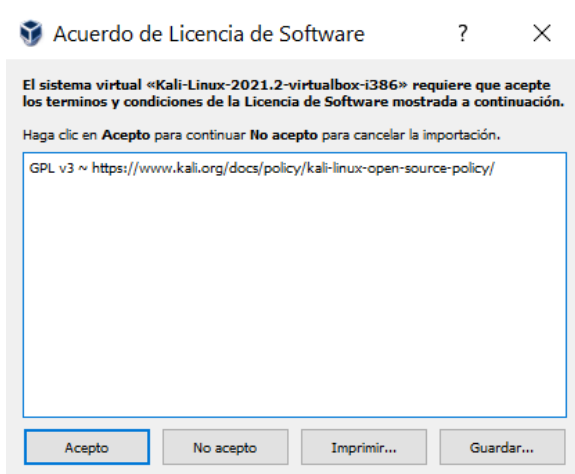 Acuerdo de Licencia de Software ? ×
El sistema virtual «Kali-Linux-2021.2-virtualbox-i386» requiere que acepte
los terminos y condiciones de la Licencia de Software mostrada a continuación.
Haga clic en Acepto para continuar No acepto para cancelar la importación.
GPL v3 ~ https://www.kali.org/docs/policy/kali-linux-open-source-policy/
Acepto No acepto Imprimir... Guardar...